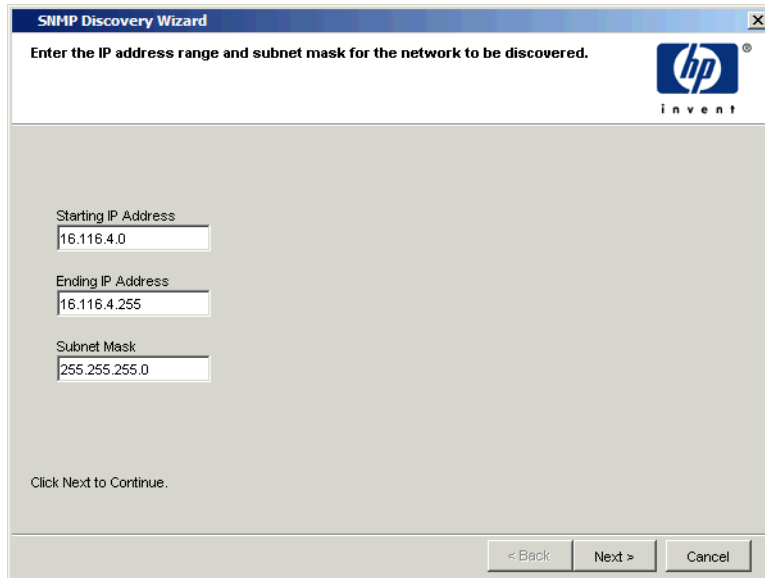 SNMP Discovery Wizard
Enter the IP address range and subnet mask for the network to be discovered.
hp
®
invent
Starting IP Address
16.116.4.0
Ending IP Address
16.116.4.255
Subnet Mask
255.255.255.0
Click Next to Continue.
< Back
Next >
Cancel